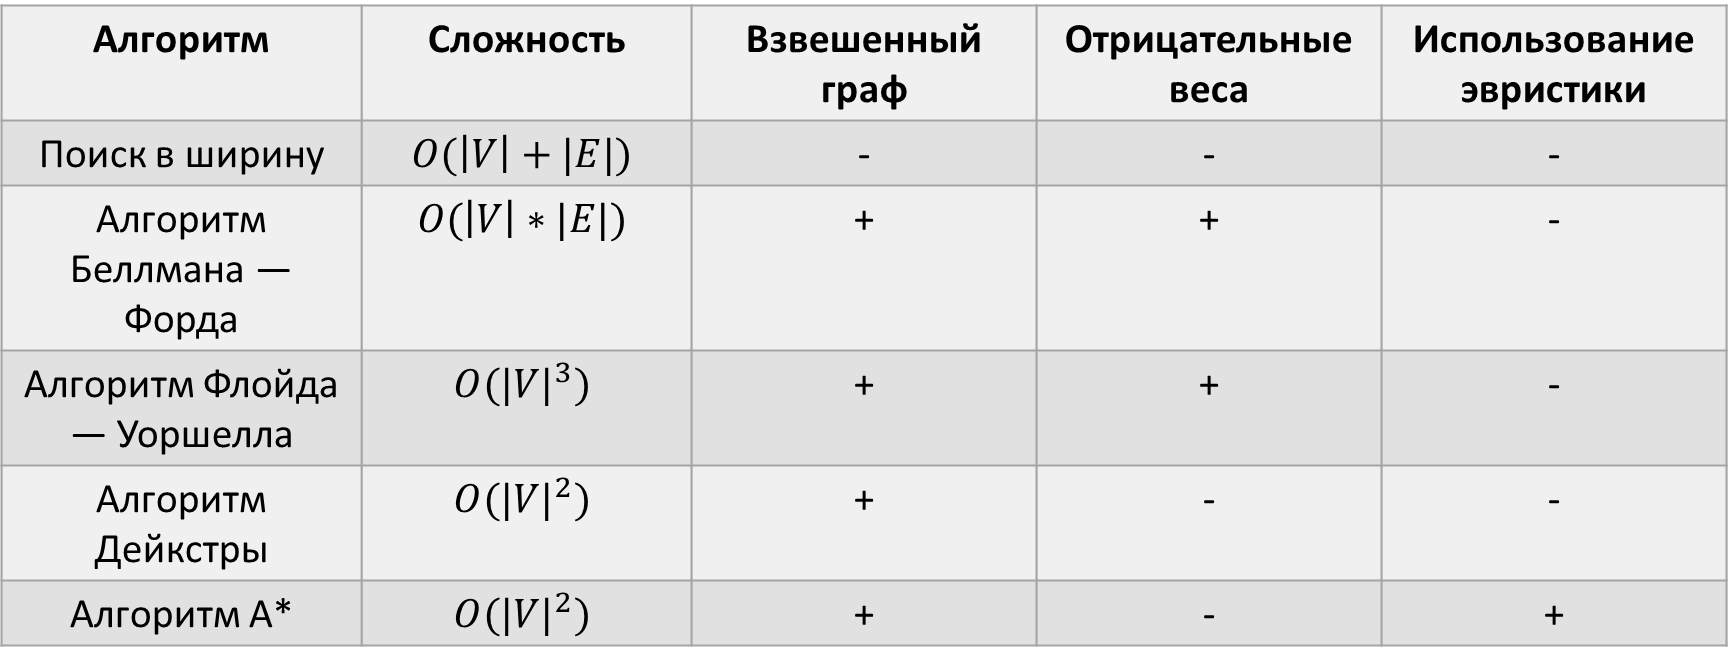 Алгоритм Сложность Взвешенный граф Отрицательные веса Использование эвристики
Поиск в ширину O(|V| + |E|) - - -
Алгоритм Беллмана — Форда O(|V| * |E|) + + -
Алгоритм Флойда — Уоршелла O(|V|³) + + -
Алгоритм Дейкстры O(|V|²) + - -
Алгоритм A* O(|V|²) + - +